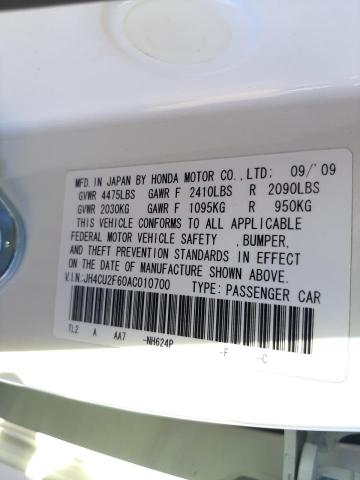 MFD. IN JAPAN BY HONDA MOTOR CO., LTD: 09/'09
GVWR 4475LBS GAWR F 2410LBS R 2090LBS
GVWR 2030KG GAWR F 1095KG R 950KG
THIS VEHICLE CONFORMS TO ALL APPLICABLE
FEDERAL MOTOR VEHICLE SAFETY , BUMPER,
AND THEFT PREVENTION STANDARDS IN EFFECT
ON THE DATE OF MANUFACTURE SHOWN ABOVE.
V.I.N.:JH4CU2F60AC010700 TYPE: PASSENGER CAR
TL2 A AA7 -NH624P -F -C